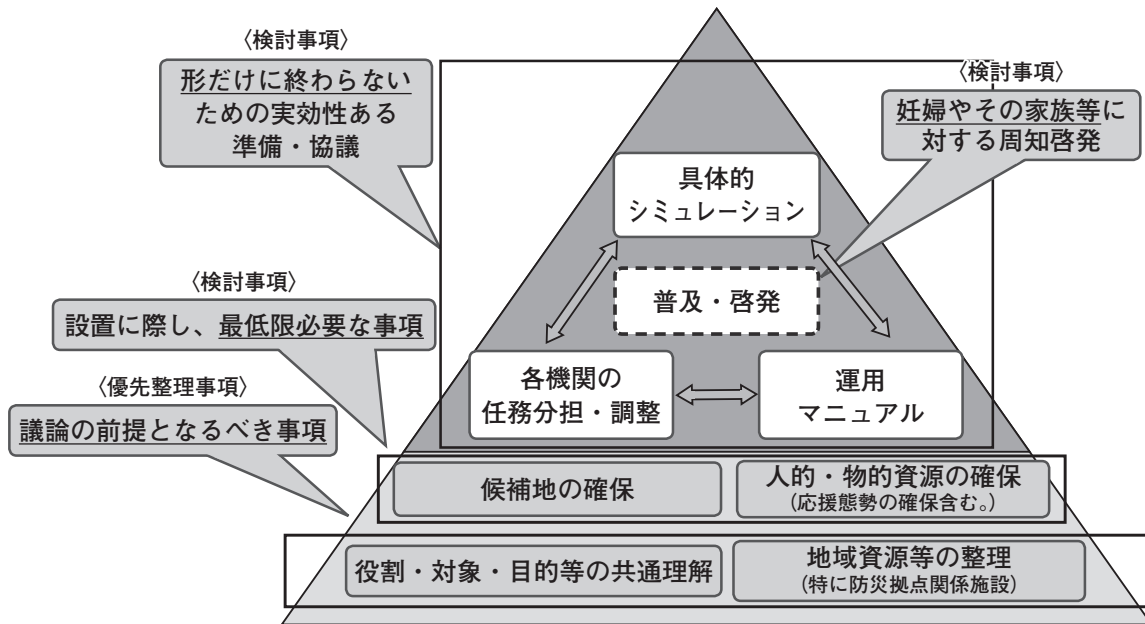 〈検討事項〉
形だけに終わらない
ための実効性ある
準備・協議
〈検討事項〉
妊婦やその家族等に
対する周知啓発
具体的
シミュレーション
普及・啓発
〈検討事項〉
設置に際し、最低限必要な事項
各機関の
任務分担・調整
運用
マニュアル
〈優先整理事項〉
議論の前提となるべき事項
候補地の確保
人的・物的資源の確保
(応援態勢の確保含む。)
役割・対象・目的等の共通理解
地域資源等の整理
(特に防災拠点関係施設)